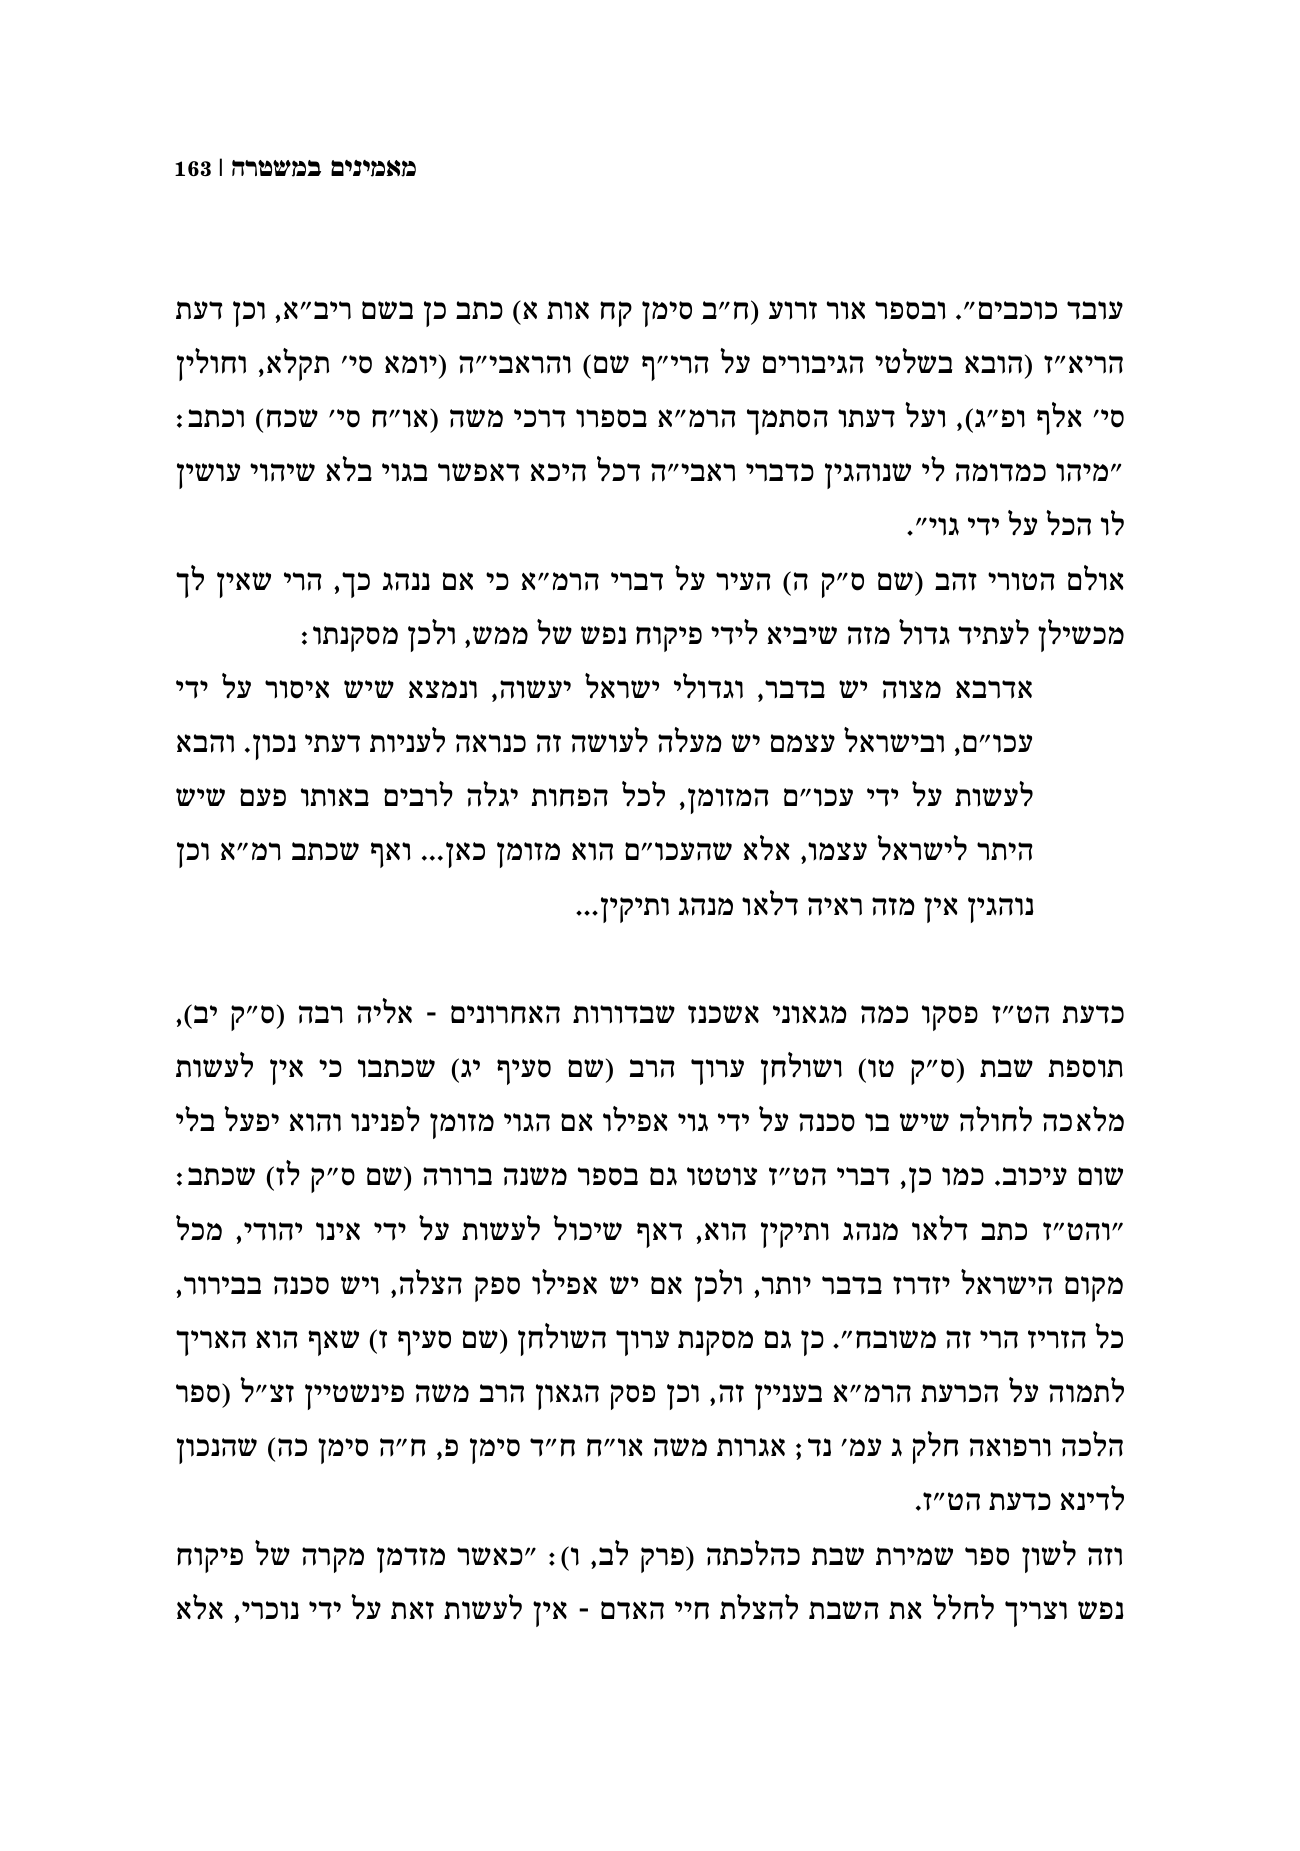 מאמינים במשטרה | 163
עובד כוכבים״. ובספר אור זרוע (ח״ב סימן קח אות א) כתב כן בשם ריב״א, וכן דעת
הריא״ז (הובא בשלטי הגיבורים על הרי״ף שם) והראבי״ה (יומא סי׳ תקלא, וחולין
סי׳ אלף ופ״ג), ועל דעתו הסתמך הרמ״א בספרו דרכי משה (או״ח סי׳ שכח) וכתב:
״מיהו כמדומה לי שנוהגין כדברי ראבי״ה דכל היכא דאפשר בגוי בלא שיהוי עושין
לו הכל על ידי גוי״.
אולם הטורי זהב (שם ס״ק ה) העיר על דברי הרמ״א כי אם ננהג כך, הרי שאין לך
מכשילן לעתיד גדול מזה שיביא לידי פיקוח נפש של ממש, ולכן מסקנתו:
אדרבא מצוה יש בדבר, וגדולי ישראל יעשוה, ונמצא שיש איסור על ידי
עכו״ם, ובישראל עצמם יש מעלה לעושה זה כנראה לעניות דעתי נכון. והבא
לעשות על ידי עכו״ם המזומן, לכל הפחות יגלה לרבים באותו פעם שיש
היתר לישראל עצמו, אלא שהעכו״ם הוא מזומן כאן... ואף שכתב רמ״א וכן
נוהגין אין מזה ראיה דלאו מנהג ותיקין...
כדעת הט״ז פסקו כמה מגאוני אשכנז שבדורות האחרונים - אליה רבה (ס״ק יב),
תוספת שבת (ס״ק טו) ושולחן ערוך הרב (שם סעיף יג) שכתבו כי אין לעשות
מלאכה לחולה שיש בו סכנה על ידי גוי אפילו אם הגוי מזומן לפנינו והוא יפעל בלי
שום עיכוב. כמו כן, דברי הט״ז צוטטו גם בספר משנה ברורה (שם ס״ק לז) שכתב:
״והט״ז כתב דלאו מנהג ותיקין הוא, דאף שיכול לעשות על ידי אינו יהודי, מכל
מקום הישראל יזדרז בדבר יותר, ולכן אם יש אפילו ספק הצלה, ויש סכנה בבירור,
כל הזריז הרי זה משובח״. כן גם מסקנת ערוך השולחן (שם סעיף ז) שאף הוא האריך
לתמוה על הכרעת הרמ״א בעניין זה, וכן פסק הגאון הרב משה פינשטיין זצ״ל (ספר
הלכה ורפואה חלק ג עמ׳ נד; אגרות משה או״ח ח״ד סימן פ, ח״ה סימן כה) שהנכון
לדינא כדעת הט״ז.
וזה לשון ספר שמירת שבת כהלכתה (פרק לב, ו): ״כאשר מזדמן מקרה של פיקוח
נפש וצריך לחלל את השבת להצלת חיי האדם - אין לעשות זאת על ידי נוכרי, אלא